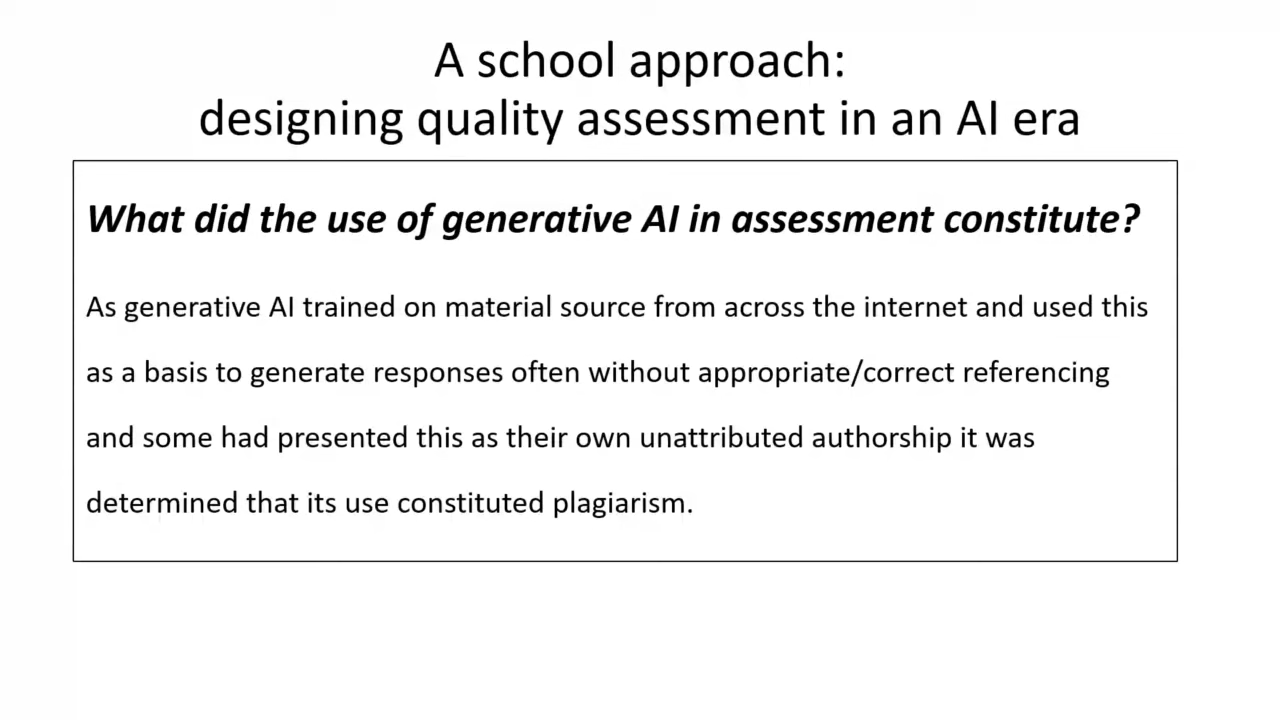 A school approach:
designing quality assessment in an AI era
What did the use of generative AI in assessment constitute?
As generative AI trained on material source from across the internet and used this
as a basis to generate responses often without appropriate/correct referencing
and some had presented this as their own unattributed authorship it was
determined that its use constituted plagiarism.